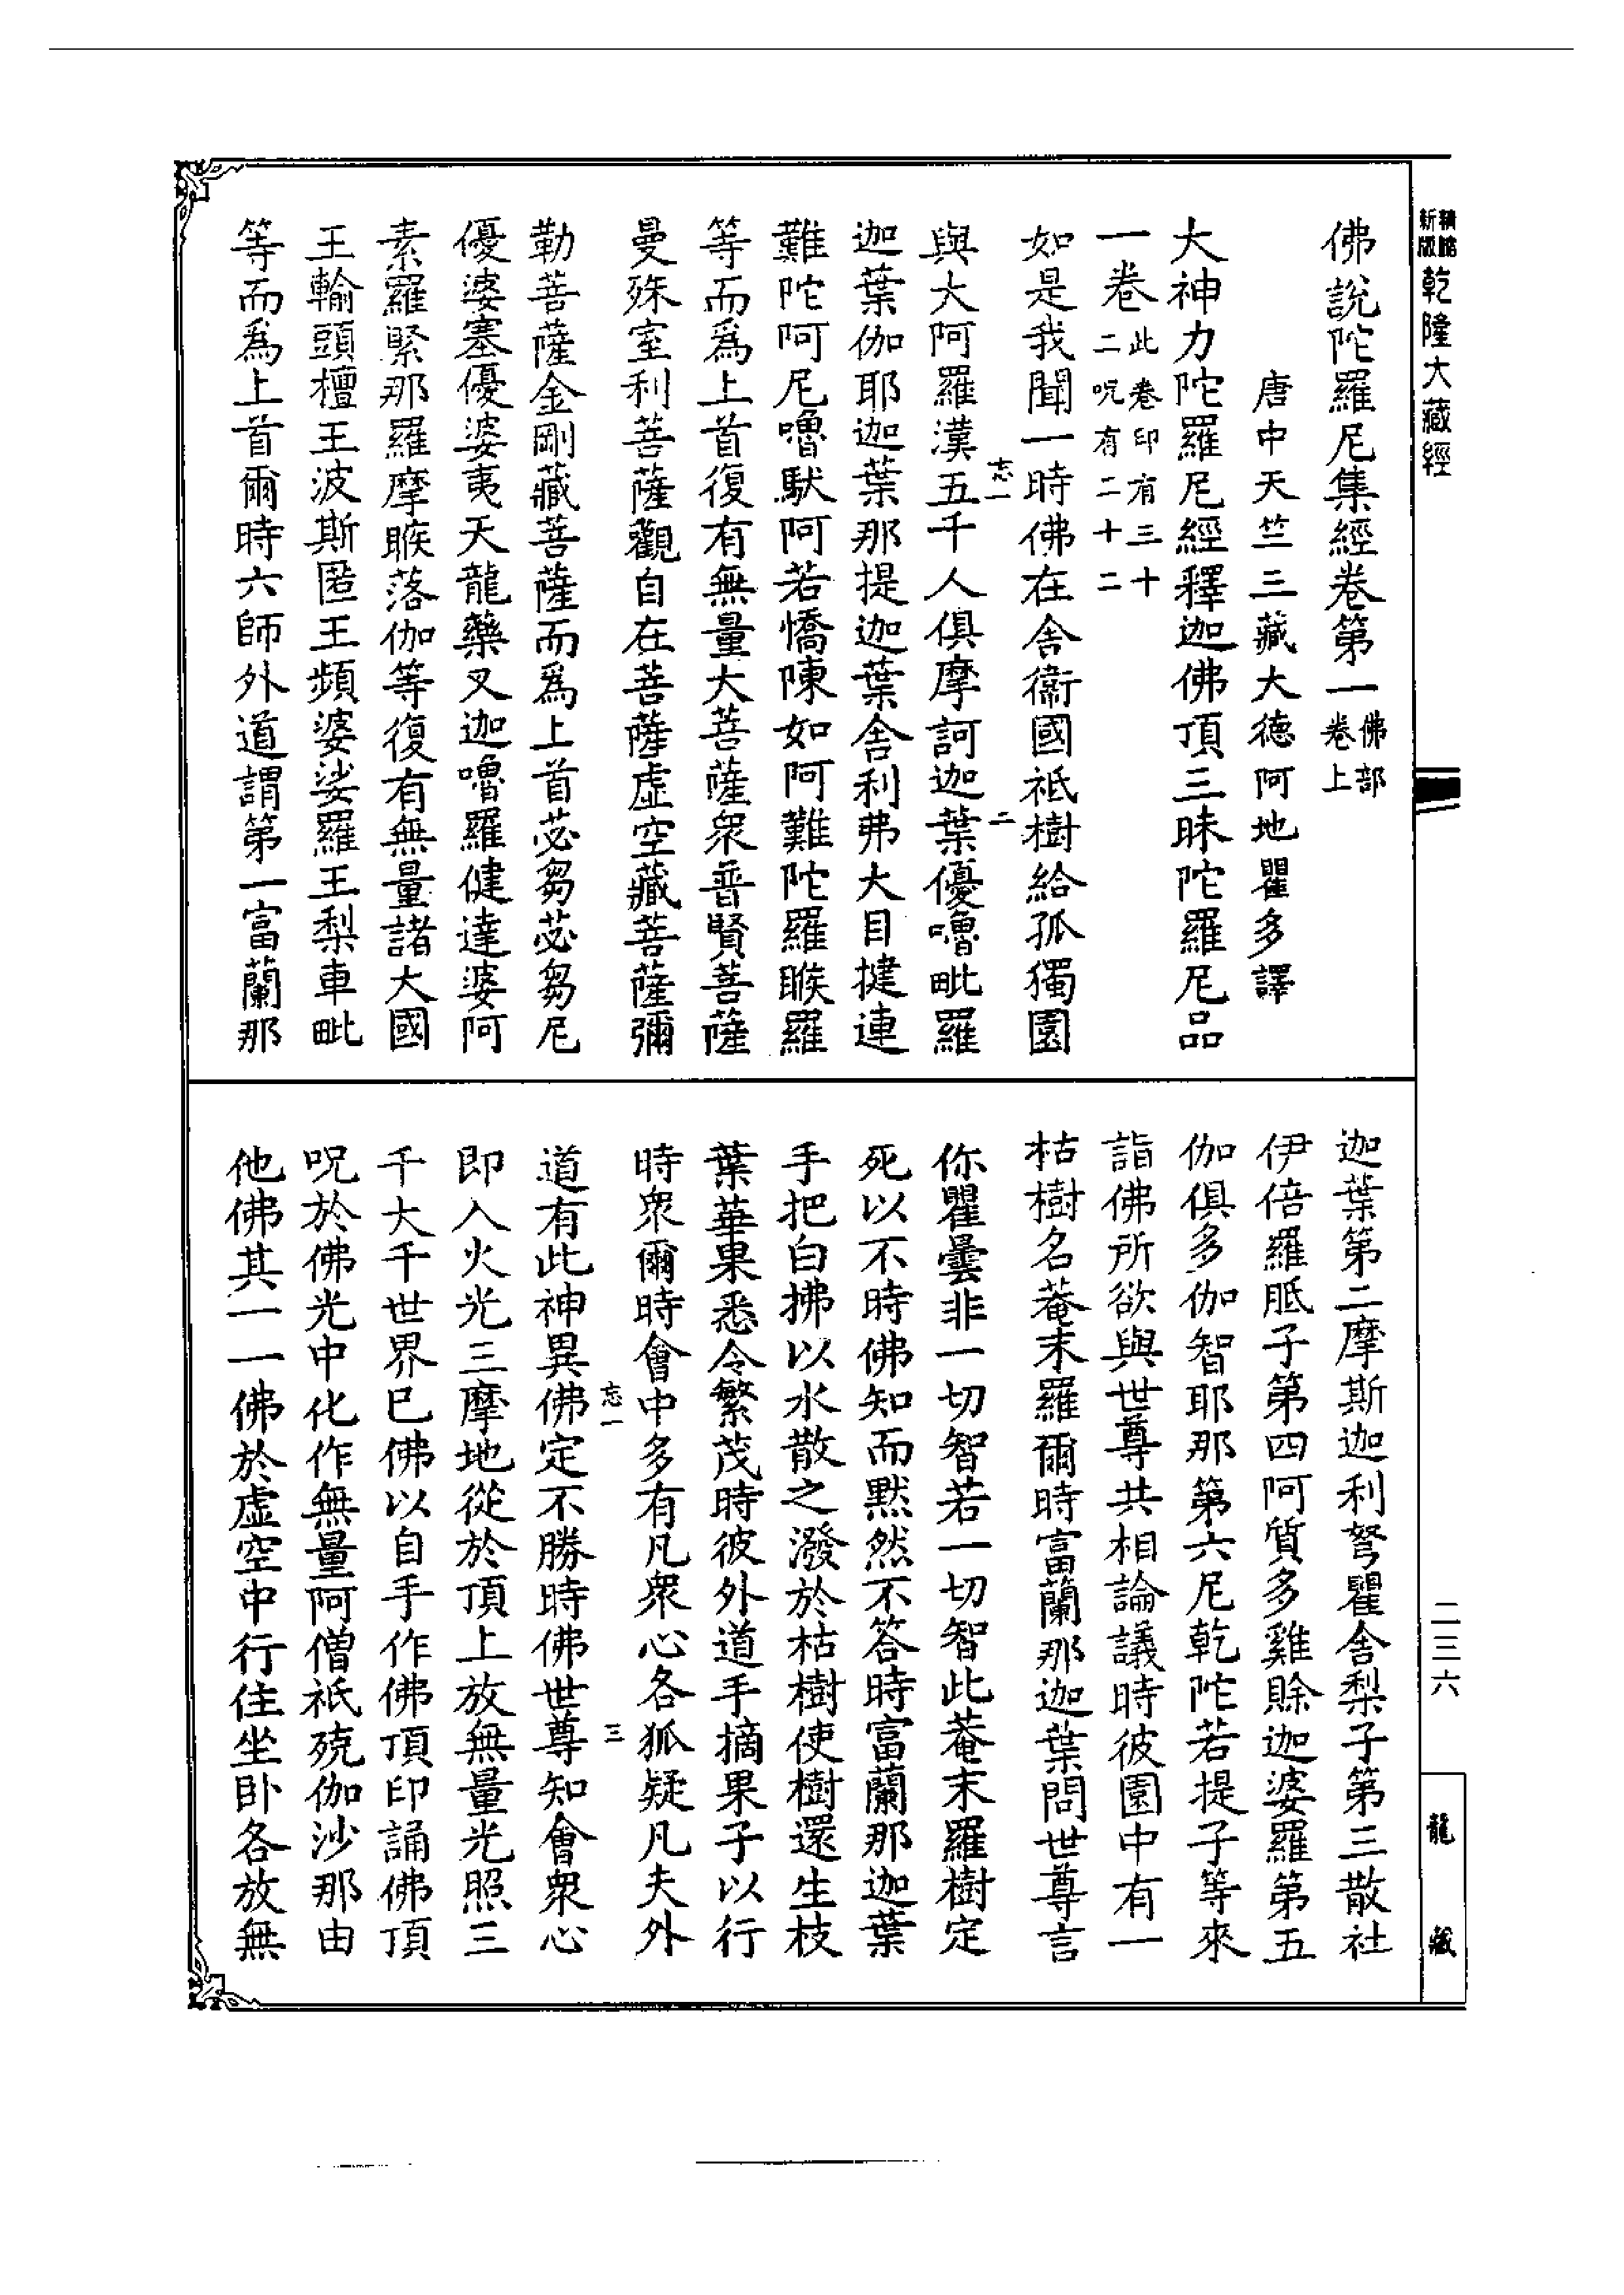 新版精縮乾隆大藏經
佛說陀羅尼集經卷第一佛部卷上
唐中天竺三藏大德阿地瞿多譯
大神力陀羅尼經釋迦佛頂三昧陀羅尼品
一卷此卷印有三十二呪有二十二
如是我聞一時佛在舍衞國祇樹給孤獨園
忘一
二
與大阿羅漢五千人俱摩訶迦葉優嚕毗羅
迦葉伽耶迦葉那提迦葉舍利弗大目揵連
難陀阿尼嚕馱阿若憍陳如阿難陀羅睺羅
等而爲上首復有無量大菩薩衆普賢菩薩
曼殊室利菩薩觀自在菩薩虛空藏菩薩彌
勒菩薩金剛藏菩薩而爲上首苾芻苾芻尼
優婆塞優婆夷天龍藥叉迦嚕羅健達婆阿
素羅緊那羅摩睺落伽等復有無量諸大國
王輸頭檀王波斯匿王頻婆娑羅王梨車毗
等而爲上首爾時六師外道謂第一富蘭那
迦葉第二摩斯迦利弩瞿舍梨子第三散社
伊倍羅胝子第四阿質多雞賒迦婆羅第五
伽俱多伽智耶那第六尼乾陀若提子等來
詣佛所欲與世尊共相論議時彼園中有一
枯樹名菴末羅爾時富蘭那迦葉問世尊言
你瞿曇非一切智若一切智此菴末羅樹定
死以不時佛知而默然不答時富蘭那迦葉
手把白拂以水散之潑於枯樹使樹還生枝
葉華果悉令繁茂時彼外道手摘果子以行
時衆爾時會中多有凡衆心各狐疑凡夫外
忘一
三
道有此神異佛定不勝時佛世尊知會衆心
即入火光三摩地從於頂上放無量光照三
千大千世界已佛以自手作佛頂印誦佛頂
呪於佛光中化作無量阿僧祇殑伽沙那由
他佛其一一佛於虛空中行住坐卧各放無
二三六
龍藏